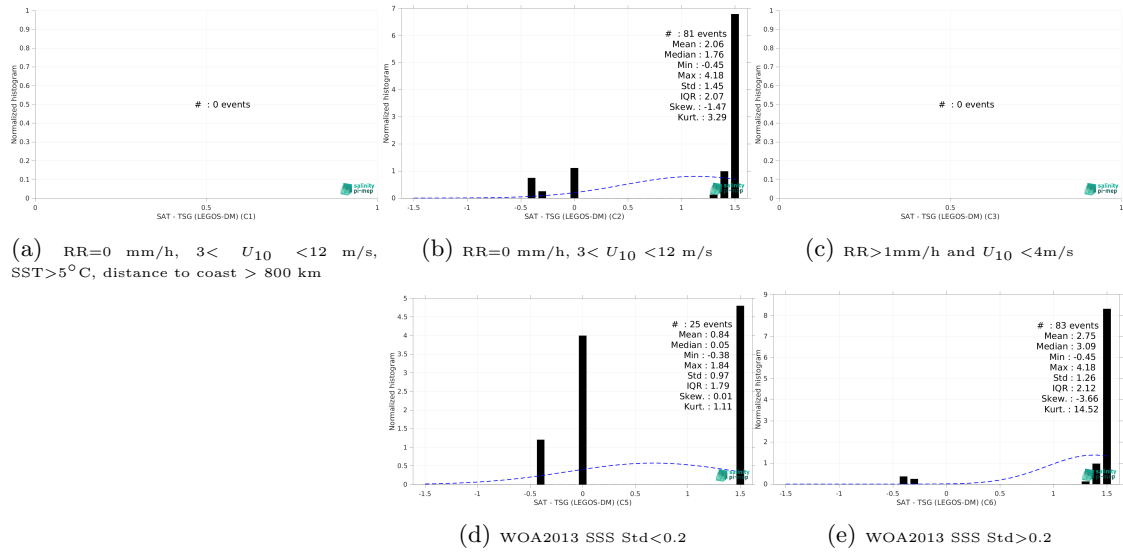 1
0.9
0.8
0.7
0.6
0.5
0.4
0.3
0.2
0.1
0
Normalized histogram
# : 0 events
salinity
pi-mep
0
1
SAT - TSG (LEGOS-DM) (C1)
(a) RR=0 mm/h, 3< U10 <12 m/s,
SST>5°C, distance to coast > 800 km
7
6
5
4
3
2
1
0
Normalized histogram
# : 81 events
Mean : 2.06
Median : 1.76
Min : -0.45
Max : 4.18
Std : 1.45
IQR : 2.07
Skew. : -1.47
Kurt. : 3.29
salinity
pi-mep
-1.5
-1
-0.5
0
0.5
1
1.5
SAT - TSG (LEGOS-DM) (C2)
(b) RR=0 mm/h, 3< U10 <12 m/s
1
0.9
0.8
0.7
0.6
0.5
0.4
0.3
0.2
0.1
0
Normalized histogram
# : 0 events
salinity
pi-mep
0
1
SAT - TSG (LEGOS-DM) (C3)
(c) RR>1mm/h and U10 <4m/s
5
4.5
4
3.5
3
2.5
2
1.5
1
0.5
0
Normalized histogram
# : 25 events
Mean : 0.84
Median : 0.05
Min : -0.38
Max : 1.84
Std : 0.97
IQR : 1.79
Skew. : 0.01
Kurt. : 1.11
salinity
pi-mep
-1.5
-1
-0.5
0
0.5
1
1.5
SAT - TSG (LEGOS-DM) (C5)
(d) WOA2013 SSS Std<0.2
9
8
7
6
5
4
3
2
1
0
Normalized histogram
# : 83 events
Mean : 2.75
Median : 3.09
Min : -0.45
Max : 4.18
Std : 1.26
IQR : 2.12
Skew. : -3.66
Kurt. : 14.52
salinity
pi-mep
-1.5
-1
-0.5
0
0.5
1
1.5
SAT - TSG (LEGOS-DM) (C6)
(e) WOA2013 SSS Std>0.2